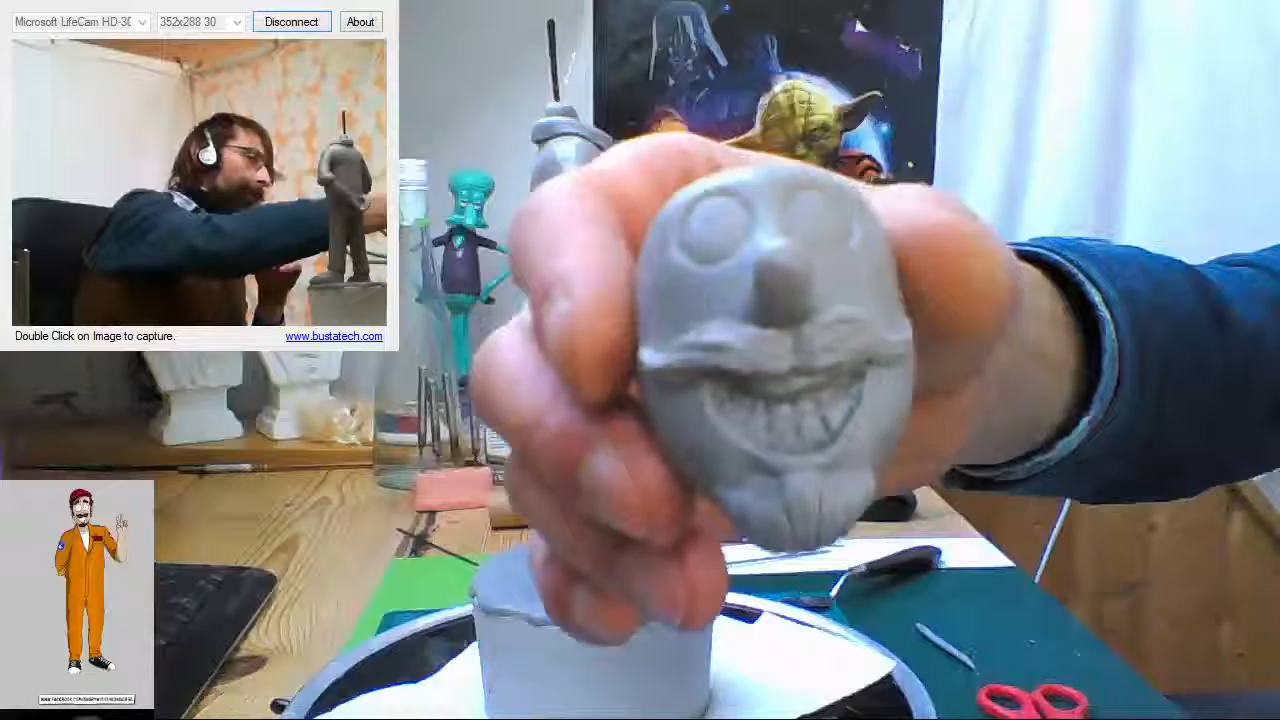 Microsoft LifeCam HD-30
352x288 30
Disconnect
About
Double Click on Image to capture.
www.bustatech.com